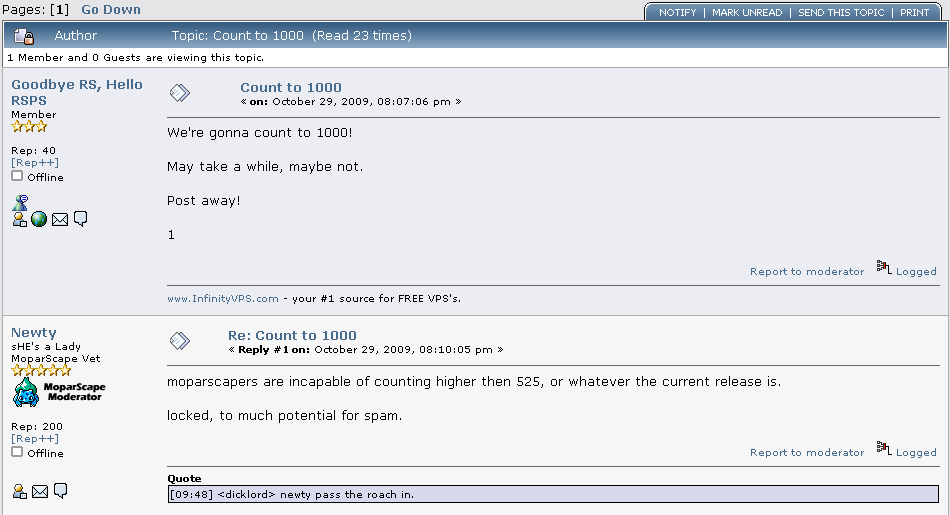 Pages: [1]   Go Down
NOTIFY | MARK UNREAD | SEND THIS TOPIC | PRINT
Author   Topic: Count to 1000  (Read 23 times)
1 Member and 0 Guests are viewing this topic.
Goodbye RS, Hello
RSPS
Member
Rep: 40
[Rep++]
Offline
Count to 1000
« on: October 29, 2009, 08:07:06 pm »
We're gonna count to 1000!
May take a while, maybe not.
Post away!
1
Report to moderator   Logged
www.InfinityVPS.com - your #1 source for FREE VPS's.
Newty
sHE's a Lady
MoparScape Vet
MoparScape
Moderator
Rep: 200
[Rep++]
Offline
Re: Count to 1000
« Reply #1 on: October 29, 2009, 08:10:05 pm »
moparscapers are incapable of counting higher then 525, or whatever the current release is.
locked, to much potential for spam.
Report to moderator   Logged
Quote
[09:48] <dicklord> newty pass the roach in.